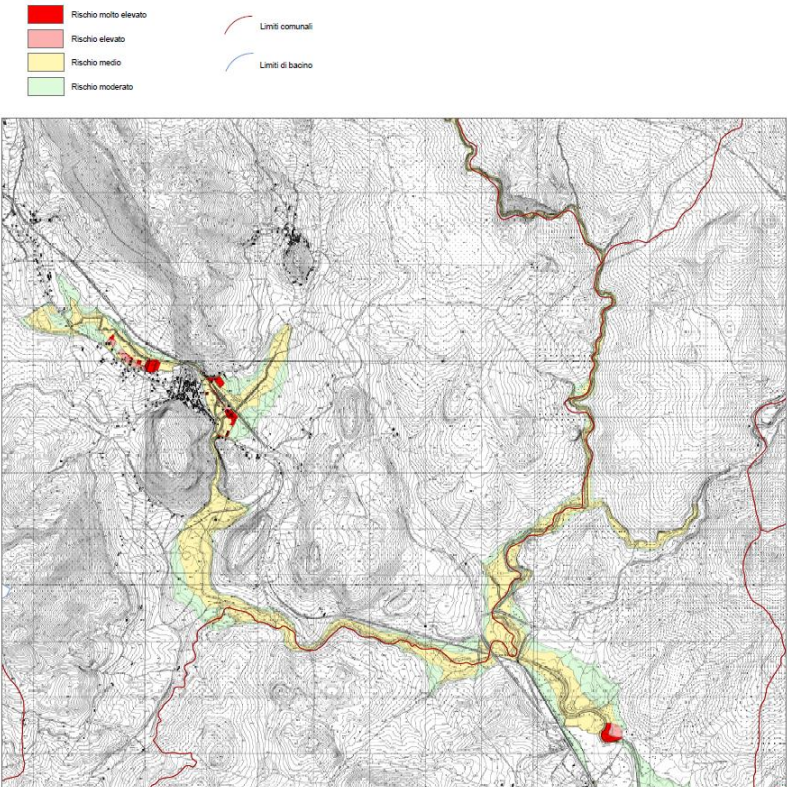 Rischio molto elevato
Limiti comunali
Rischio elevato
Rischio medio
Limiti di bacino
Rischio moderato